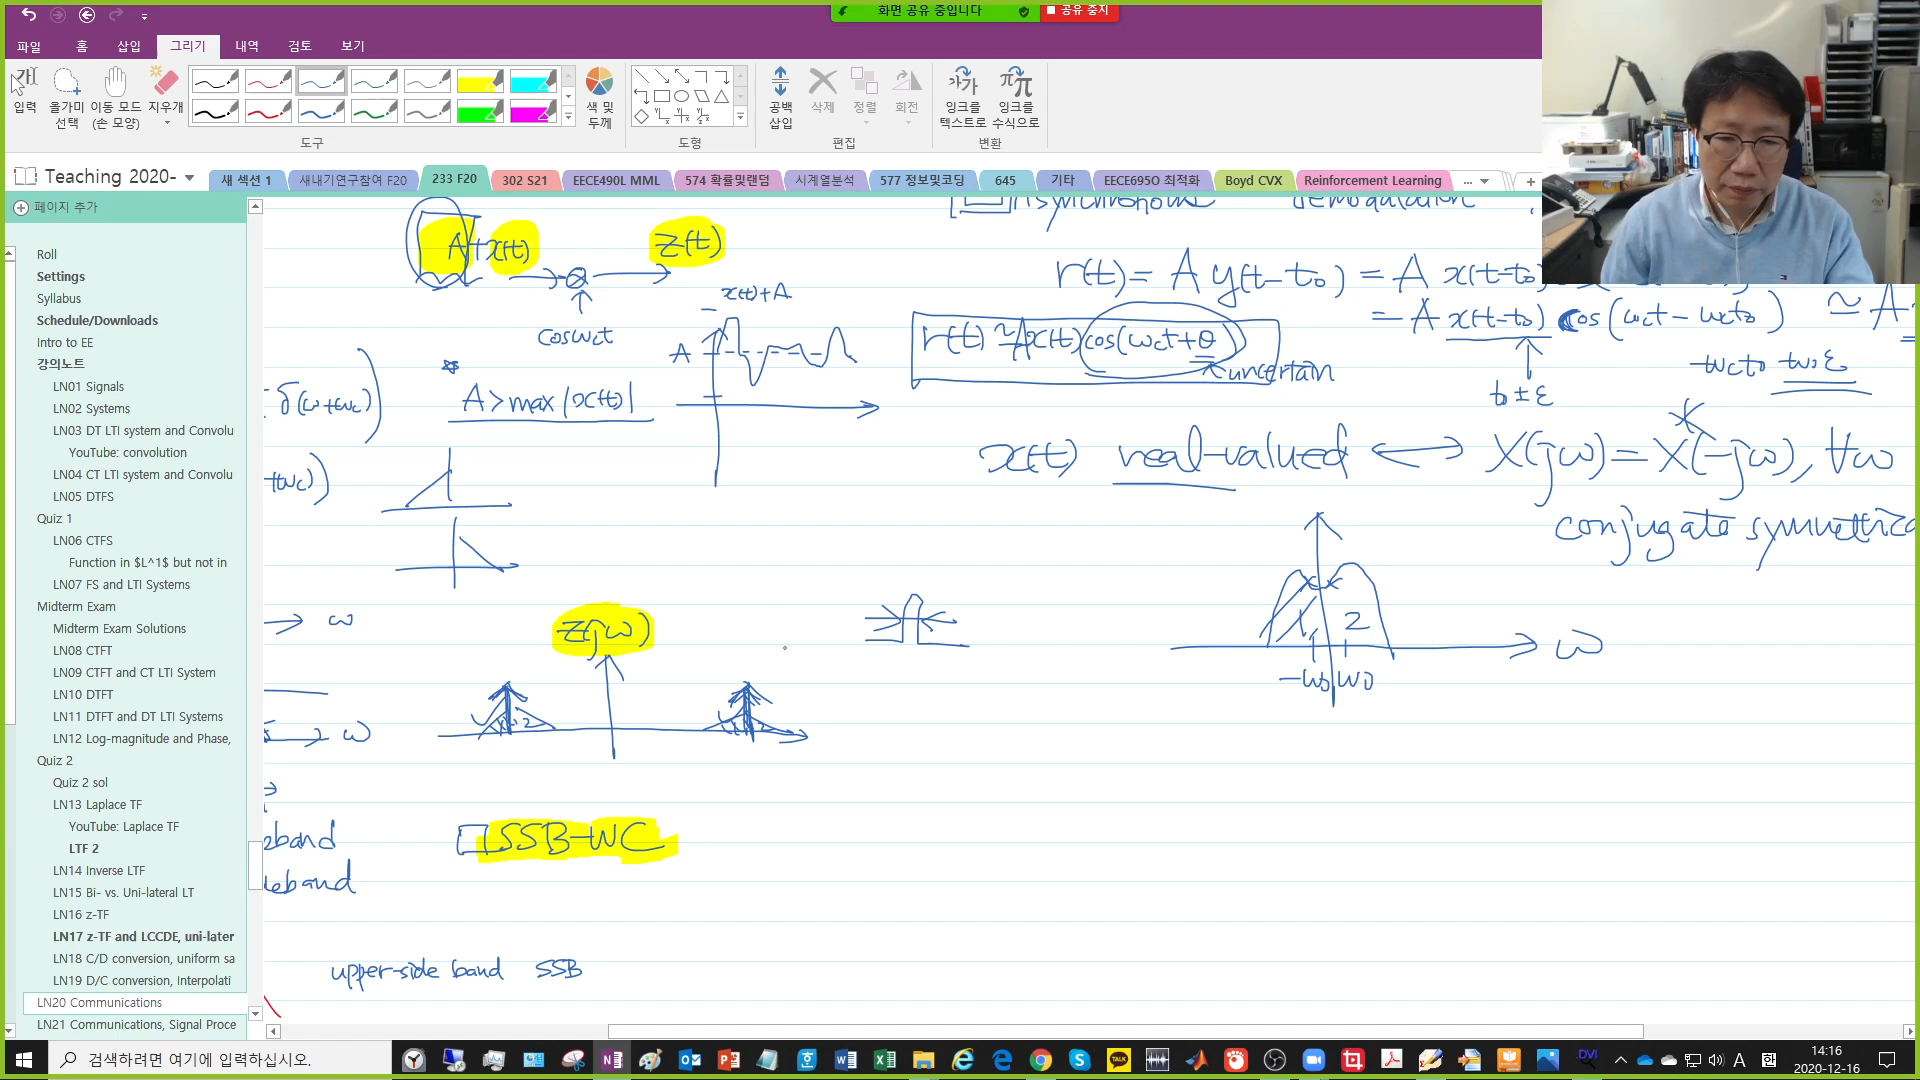 화면 공유 중입니다
공유 중지
파일 홈 삽입 그리기 내역 검토 보기
입력
올가미 선택
이동 모드 (손 모양)
지우개
색 및 두께
공백 삽입
삭제
정렬
회전
잉크를 텍스트로
잉크를 수식으로
도구 도형 편집 변환
Teaching 2020-
새 섹션 1 새내기연구참여 F20 233 F20 302 S21 EECE490L MML 574 확률및랜덤 시계열분석 577 정보및코딩 645 기타 EECE695O 최적화 Boyd CVX Reinforcement Learning ...
페이지 추가
Roll
Settings
Syllabus
Schedule/Downloads
Intro to EE
강의노트
LN01 Signals
LN02 Systems
LN03 DT LTI system and Convolu
YouTube: convolution
LN04 CT LTI system and Convolu
LN05 DTFS
Quiz 1
LN06 CTFS
Function in $L^1$ but not in
LN07 FS and LTI Systems
Midterm Exam
Midterm Exam Solutions
LN08 CTFT
LN09 CTFT and CT LTI System
LN10 DTFT
LN11 DTFT and DT LTI Systems
LN12 Log-magnitude and Phase,
Quiz 2
Quiz 2 sol
LN13 Laplace TF
YouTube: Laplace TF
LTF 2
LN14 Inverse LTF
LN15 Bi- vs. Uni-lateral LT
LN16 z-TF
LN17 z-TF and LCCDE, uni-later
LN18 C/D conversion, uniform sa
LN19 D/C conversion, Interpolati
LN20 Communications
LN21 Communications, Signal Proce
A+x(t) z(t)
cosωct
x(t)+A
A
A>max|x(t)|
δ(ω+ωc)
+ωc)
ω
Z(jω)
ω
SSB-WC
upper-side band SSB
r(t) = A y(t-t₀) = A x(t-t₀)
= A x(t-t₀) cos(ωct-ωct₀) ≃ A
r(t) ≃ Ax(t)cos(ωct+θ)
uncertain
-ωct₀ ω₀ε
t₀±ε
x(t) real-valued ⟷ X(jω)=X*(-jω), ∀ω
conjugate symmetric
1 2
-ω₀ ω₀
ω
검색하려면 여기에 입력하십시오.
A 한
14:16
2020-12-16